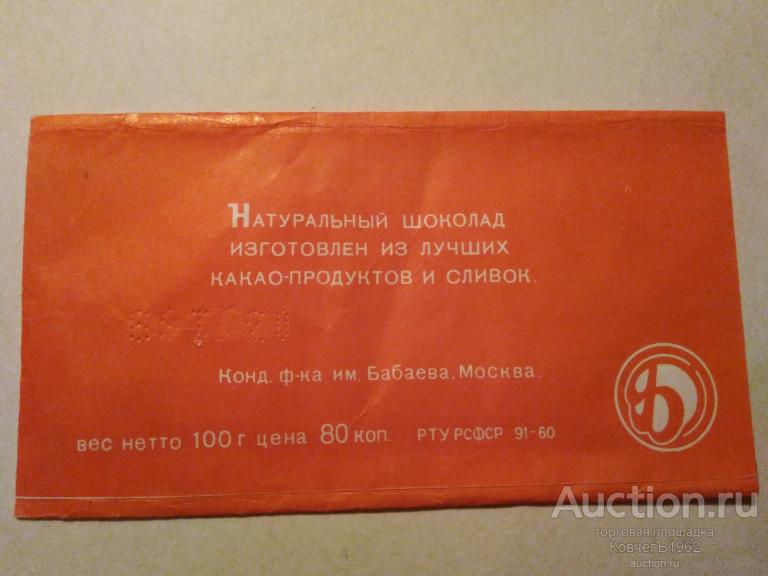 Натуральный шоколад
изготовлен из лучших
какао-продуктов и сливок.
Конд. ф-ка им. Бабаева. Москва.
вес нетто 100 г цена 80 коп. РТУ РСФСР 91-60
Б
Auction.ru
торговая площадка
КовчегЪ1962
auction.ru